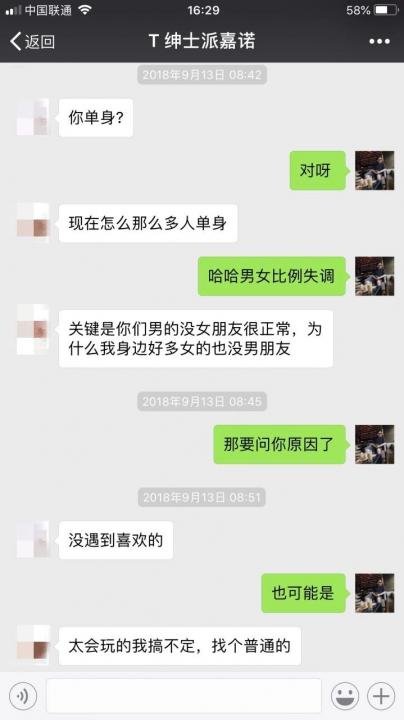 中国联通
16:29
58%
返回
T 绅士派嘉诺
2018年9月13日 08:42
你单身?
对呀
现在怎么那么多人单身
哈哈男女比例失调
关键是你们男的没女朋友很正常，为
什么我身边好多女的也没男朋友
2018年9月13日 08:45
那要问你原因了
2018年9月13日 08:51
没遇到喜欢的
也可能是
太会玩的我搞不定，找个普通的